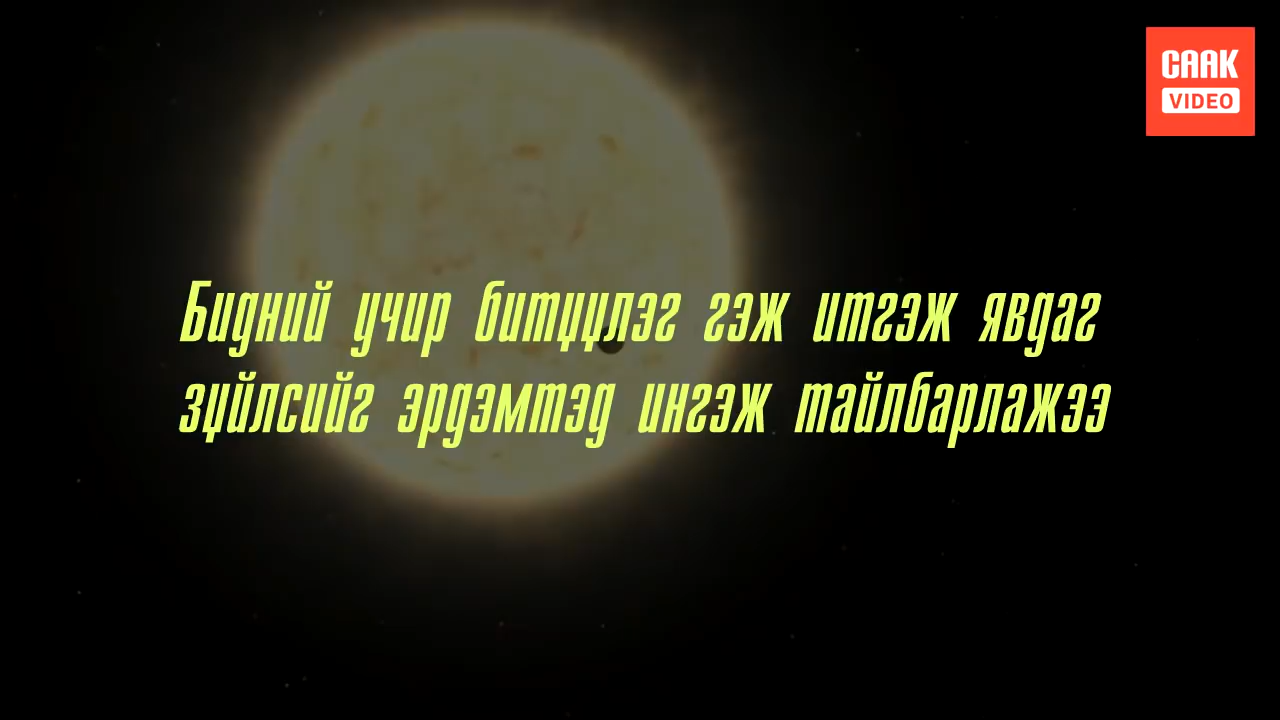 CAAK
VIDEO
Бидний учир битүүлэг гэж итгэж явдаг
зүйлсийг эрдэмтэд ингэж тайлбарлажээ